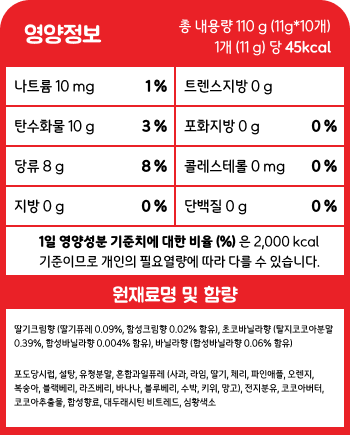 영양정보
총 내용량 110 g (11g*10개)
1개 (11 g) 당 45kcal
나트륨 10 mg 1 % 트랜스지방 0 g
탄수화물 10 g 3 % 포화지방 0 g 0 %
당류 8 g 8 % 콜레스테롤 0 mg 0 %
지방 0 g 0 % 단백질 0 g 0 %
1일 영양성분 기준치에 대한 비율 (%) 은 2,000 kcal
기준이므로 개인의 필요열량에 따라 다를 수 있습니다.
원재료명 및 함량
딸기크림향 (딸기퓨레 0.09%, 합성크림향 0.02% 함유), 초코바닐라향 (탈지코코아분말
0.39%, 합성바닐라향 0.004% 함유), 바닐라향 (합성바닐라향 0.06% 함유)
포도당시럽, 설탕, 유청분말, 혼합과일퓨레 (사과, 라임, 딸기, 체리, 파인애플, 오렌지,
복숭아, 블랙베리, 라즈베리, 바나나, 블루베리, 수박, 키위, 망고), 전지분유, 코코아버터,
코코아추출물, 합성향료, 대두래시틴 비트레드, 심황색소